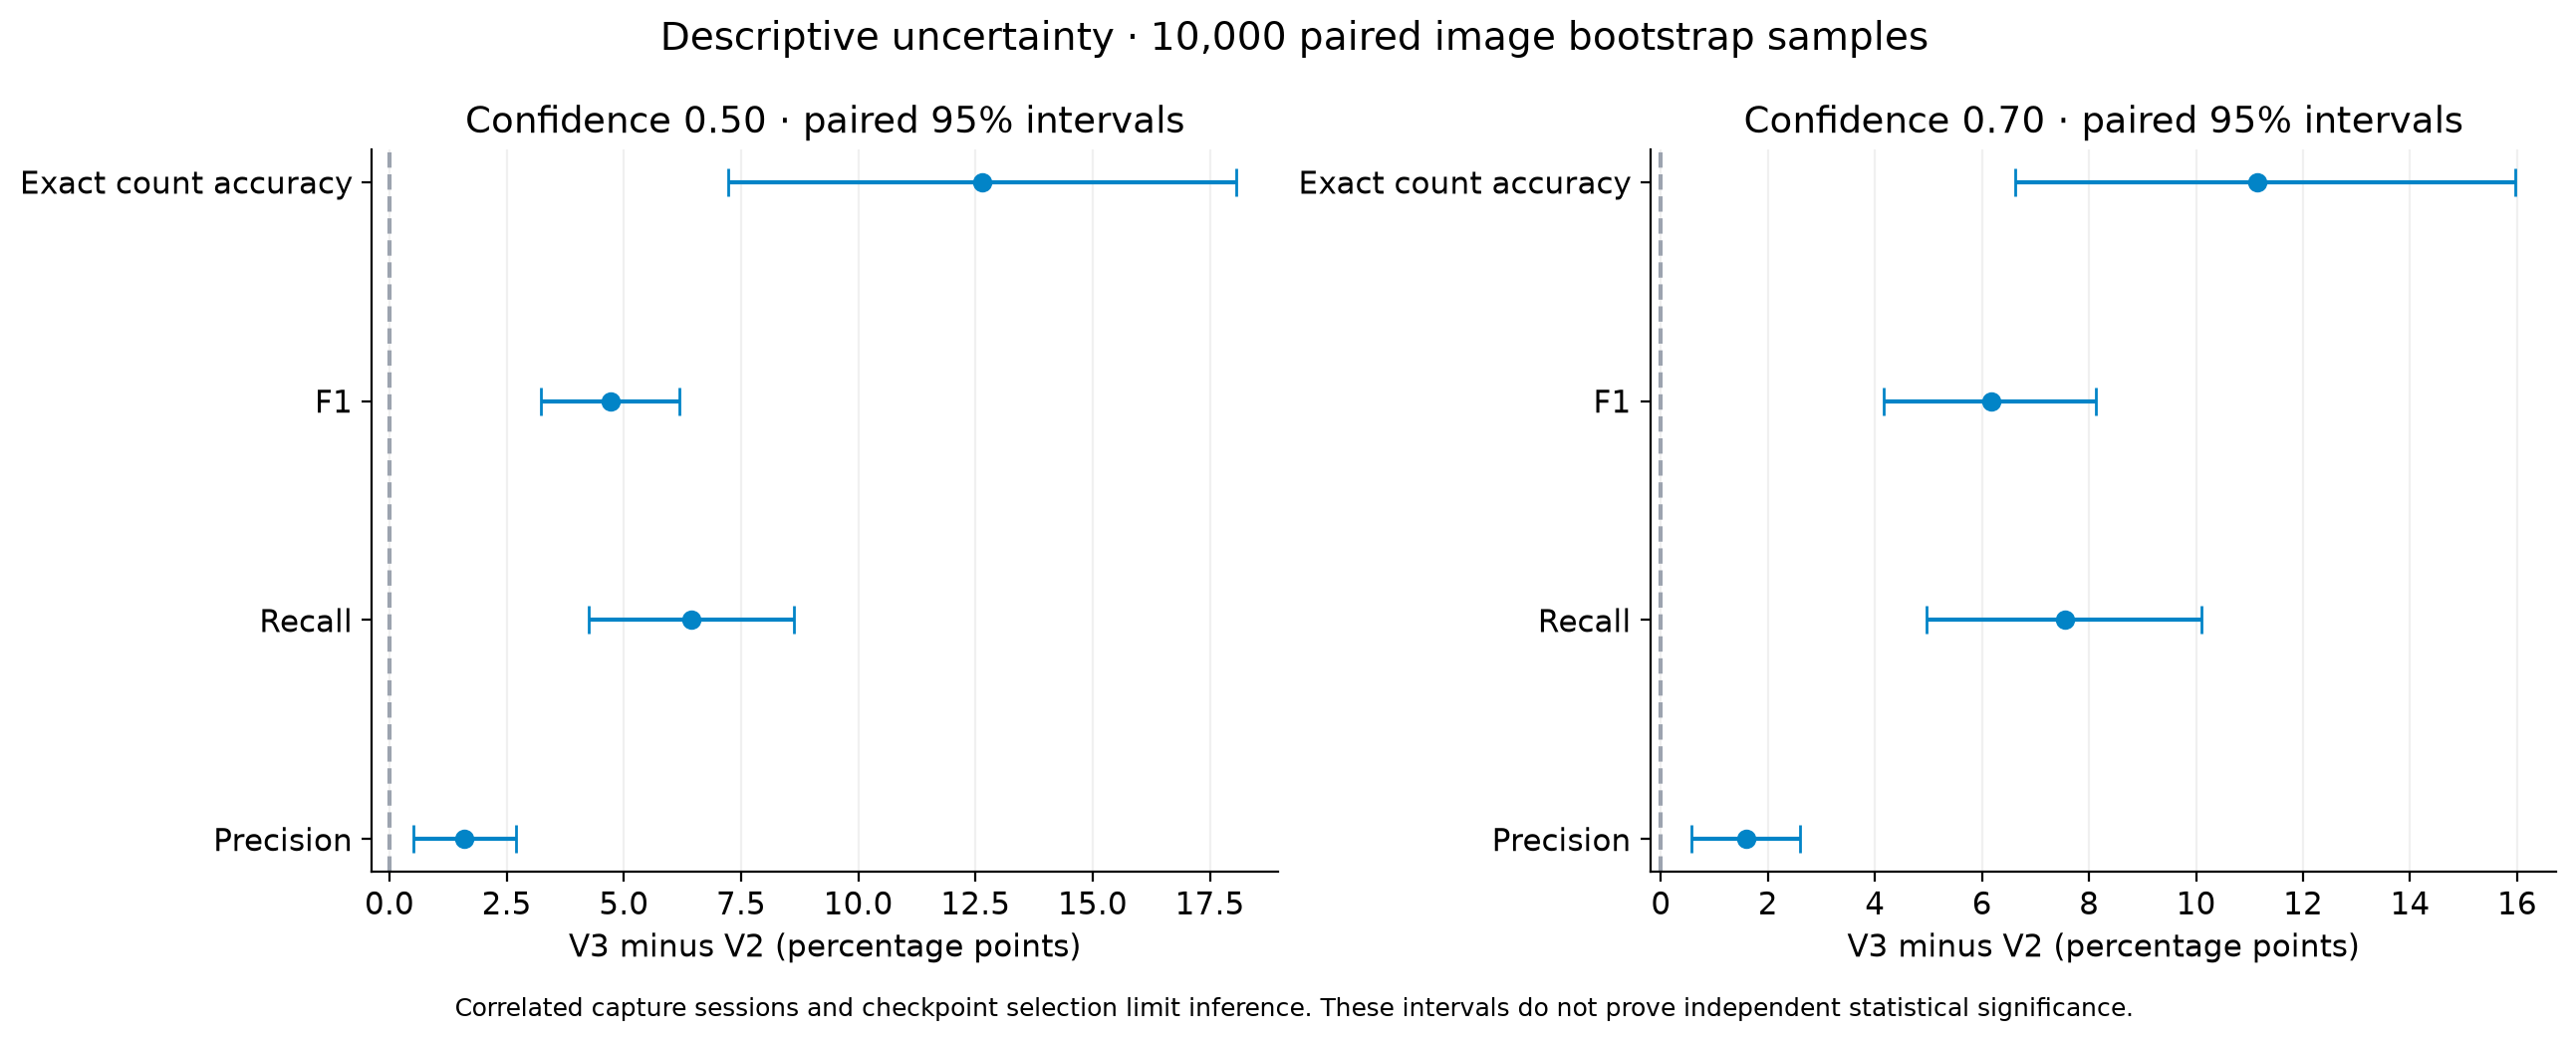 Descriptive uncertainty · 10,000 paired image bootstrap samples
Confidence 0.50 · paired 95% intervals
Exact count accuracy
F1
Recall
Precision
0.0 2.5 5.0 7.5 10.0 12.5 15.0 17.5
V3 minus V2 (percentage points)
Confidence 0.70 · paired 95% intervals
Exact count accuracy
F1
Recall
Precision
0 2 4 6 8 10 12 14 16
V3 minus V2 (percentage points)
Correlated capture sessions and checkpoint selection limit inference. These intervals do not prove independent statistical significance.